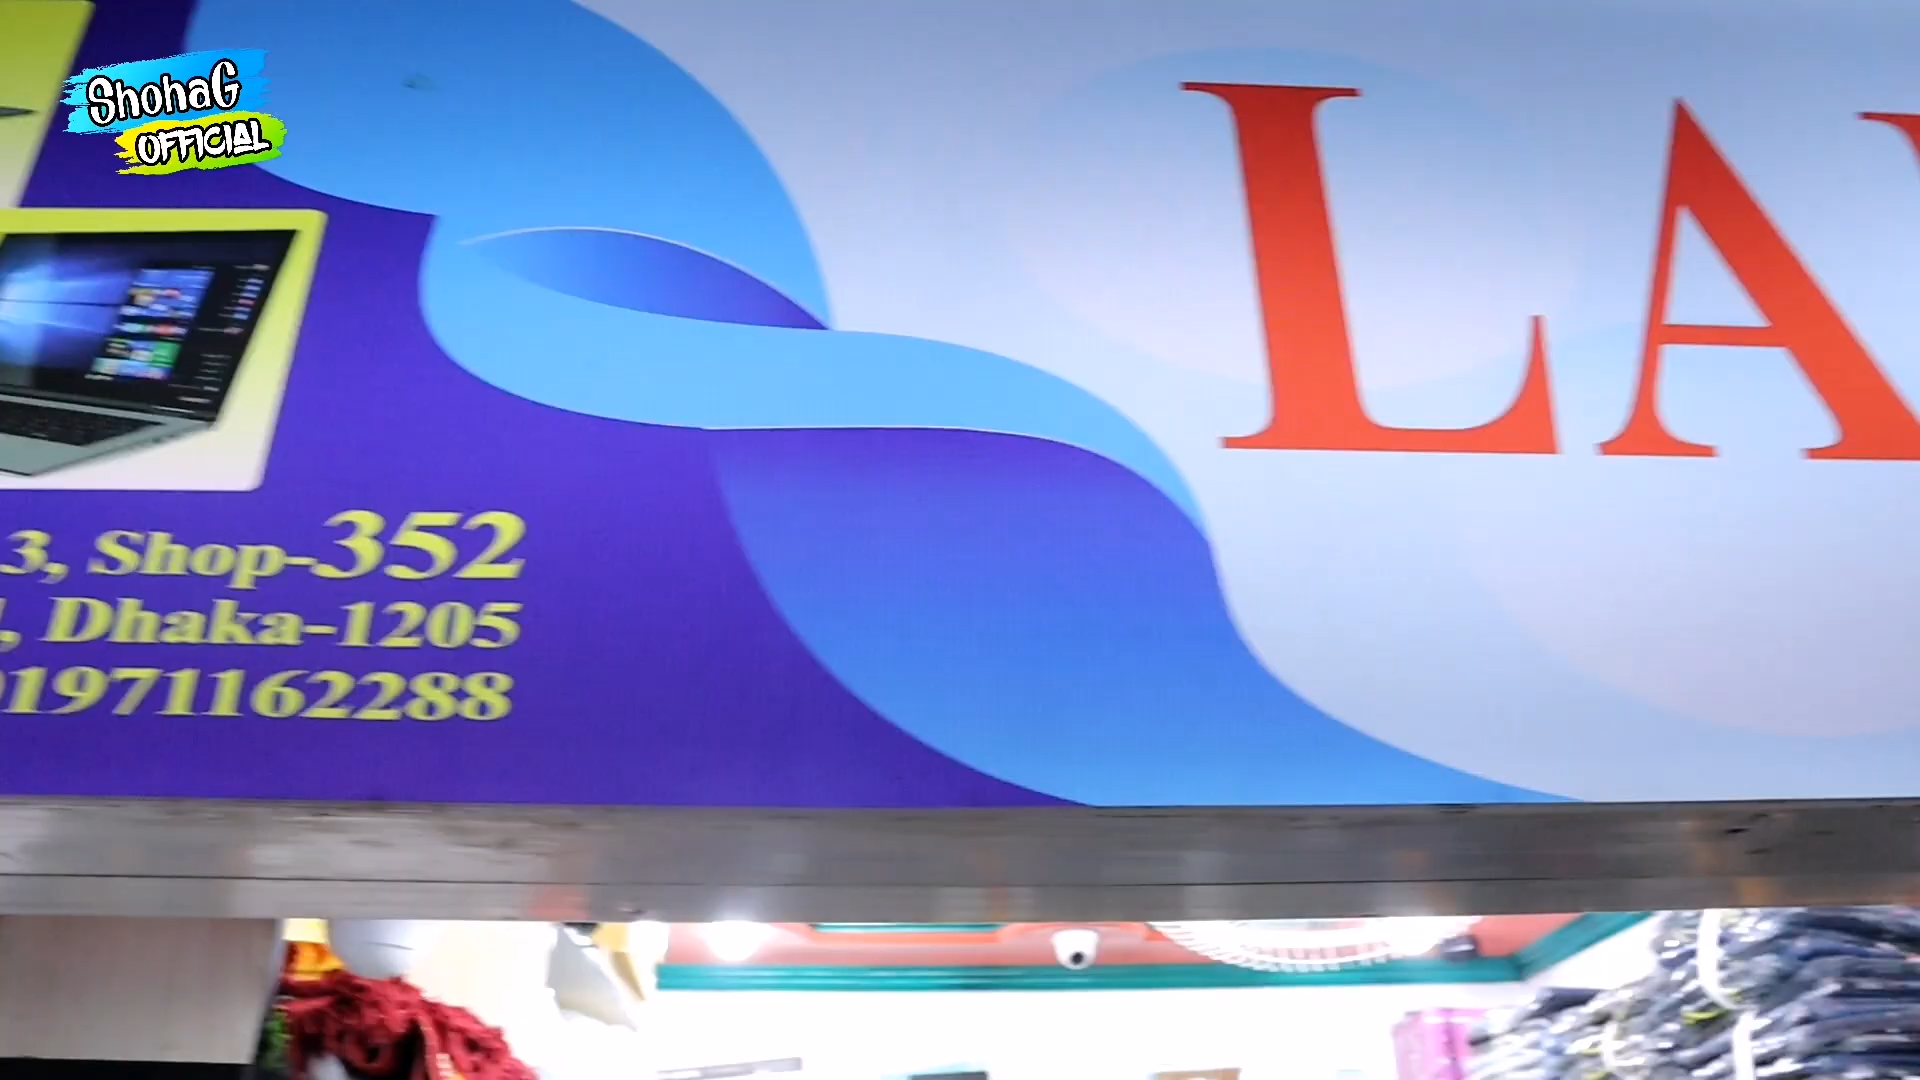 ShohaG
OFFICIAL
LA
3, Shop-352
, Dhaka-1205
01971162288